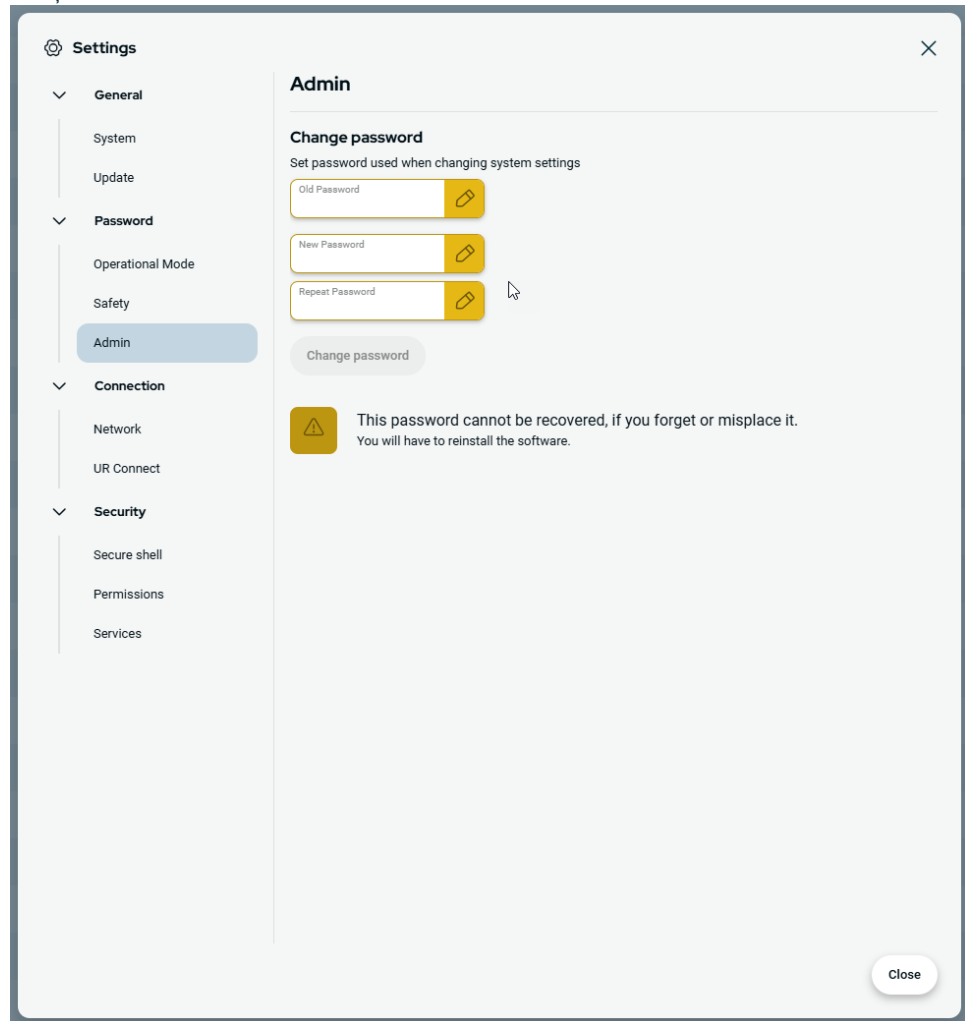 Settings
General
System
Update
Password
Operational Mode
Safety
Admin
Connection
Network
UR Connect
Security
Secure shell
Permissions
Services
Admin
Change password
Set password used when changing system settings
Old Password
New Password
Repeat Password
Change password
This password cannot be recovered, if you forget or misplace it.
You will have to reinstall the software.
Close